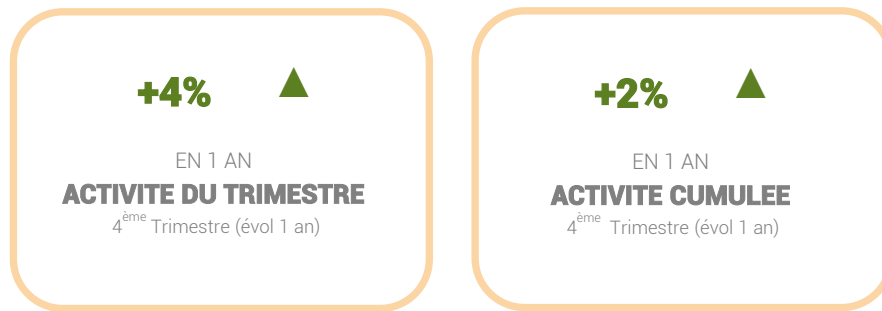 +4%
EN 1 AN
ACTIVITE DU TRIMESTRE
4ème Trimestre (évol 1 an)
+2%
EN 1 AN
ACTIVITE CUMULEE
4ème Trimestre (évol 1 an)